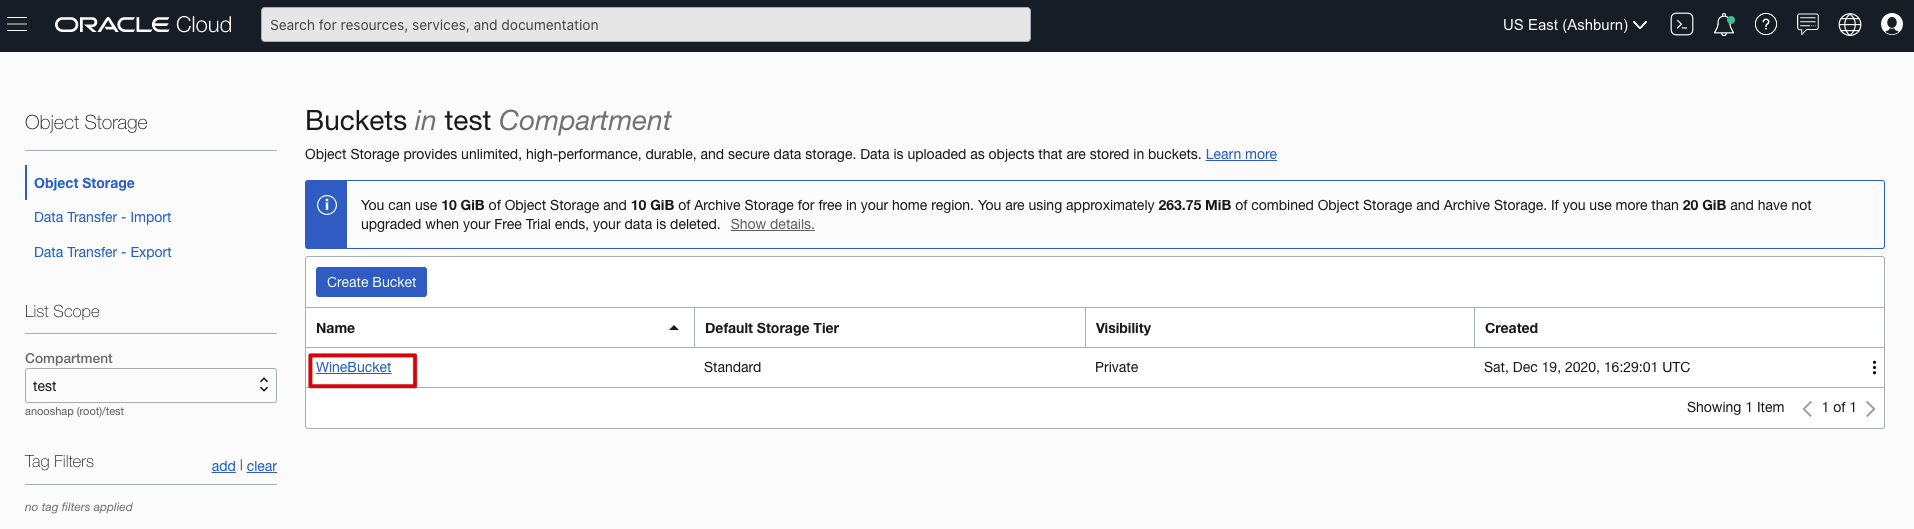 ORACLE Cloud
Search for resources, services, and documentation
US East (Ashburn)
Object Storage
Object Storage
Data Transfer - Import
Data Transfer - Export
List Scope
Compartment
test
anooshap (root)/test
Tag Filters
add | clear
no tag filters applied
Buckets in test Compartment
Object Storage provides unlimited, high-performance, durable, and secure data storage. Data is uploaded as objects that are stored in buckets. Learn more
You can use 10 GiB of Object Storage and 10 GiB of Archive Storage for free in your home region. You are using approximately 263.75 MiB of combined Object Storage and Archive Storage. If you use more than 20 GiB and have not
upgraded when your Free Trial ends, your data is deleted. Show details.
Create Bucket
Name Default Storage Tier Visibility Created
WineBucket Standard Private Sat, Dec 19, 2020, 16:29:01 UTC
Showing 1 Item 1 of 1